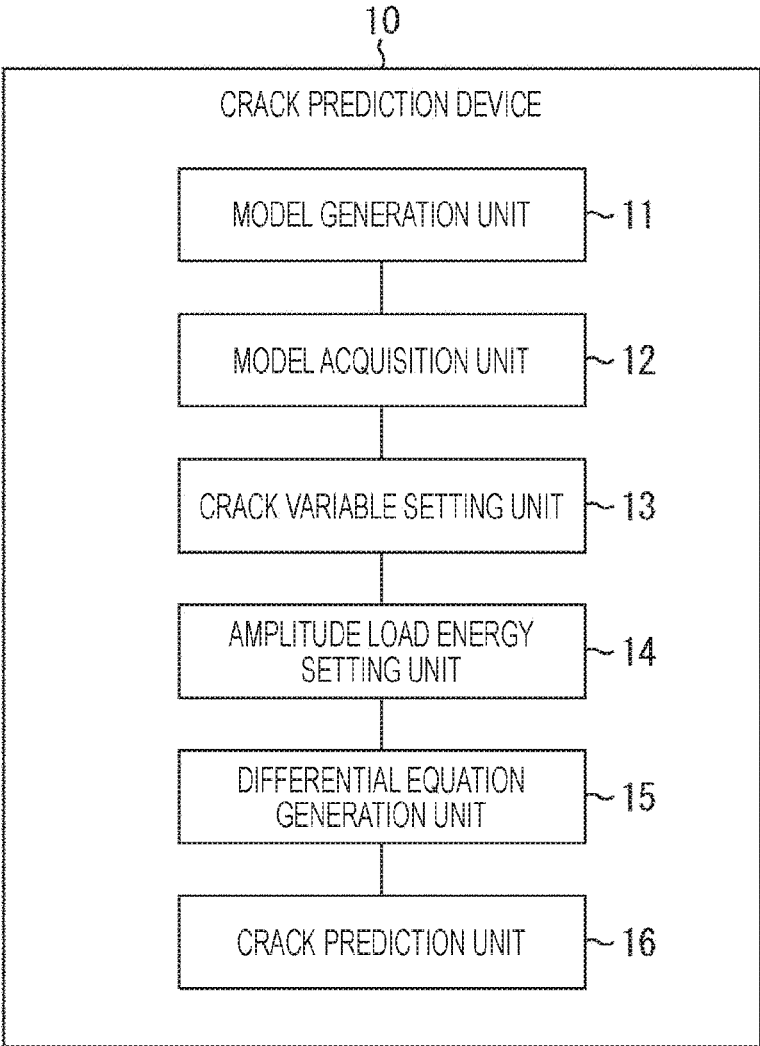 10
CRACK PREDICTION DEVICE
MODEL GENERATION UNIT
11
MODEL ACQUISITION UNIT
12
CRACK VARIABLE SETTING UNIT
13
AMPLITUDE LOAD ENERGY
SETTING UNIT
14
DIFFERENTIAL EQUATION
GENERATION UNIT
15
CRACK PREDICTION UNIT
16